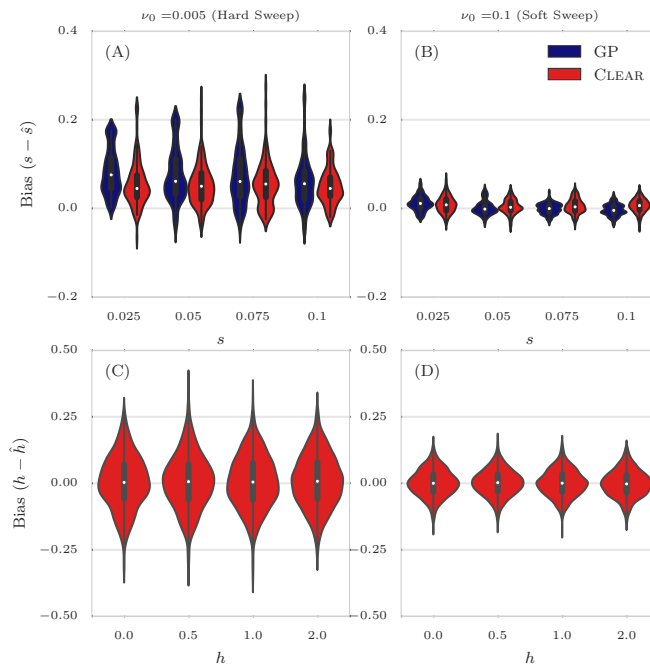 ν₀ =0.005 (Hard Sweep)
ν₀ =0.1 (Soft Sweep)
(A)
(B)
GP
CLEAR
0.4
0.2
0.0
−0.2
Bias (s − ŝ)
0.4
0.2
0.0
−0.2
0.025 0.05 0.075 0.1
s
0.025 0.05 0.075 0.1
s
(C)
(D)
0.50
0.25
0.00
−0.25
−0.50
Bias (h − ĥ)
0.50
0.25
0.00
−0.25
−0.50
0.0 0.5 1.0 2.0
h
0.0 0.5 1.0 2.0
h